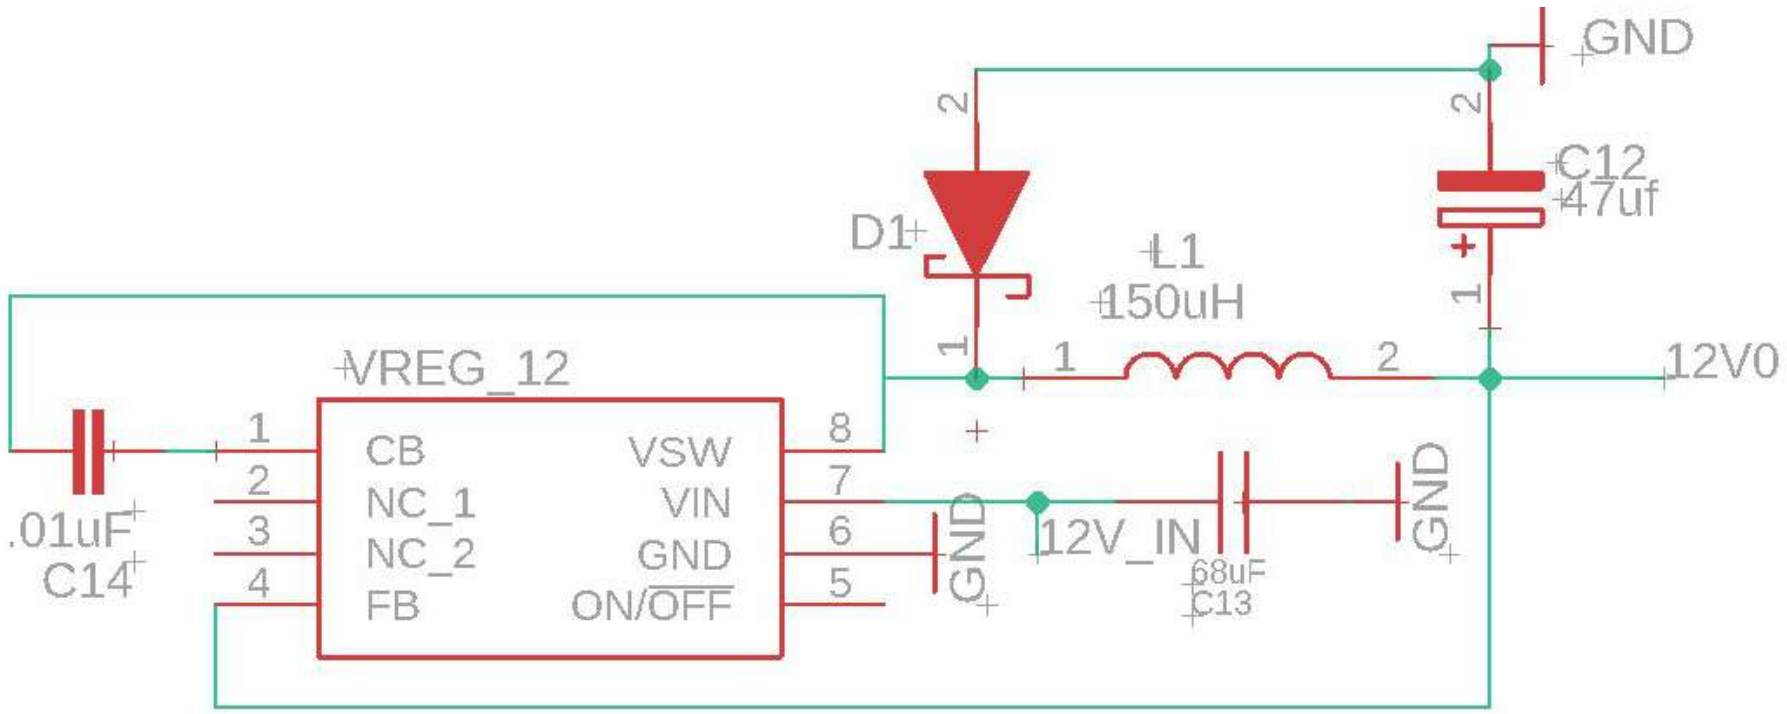 GND
2
2
C12
47uf
D1
L1
150uH
1
1
1
2
12V0
VREG_12
1
CB
VSW
8
2
NC_1
VIN
7
.01uF
3
NC_2
GND
6
GND
12V_IN
GND
C14
4
FB
ON/OFF
5
68uF
C13